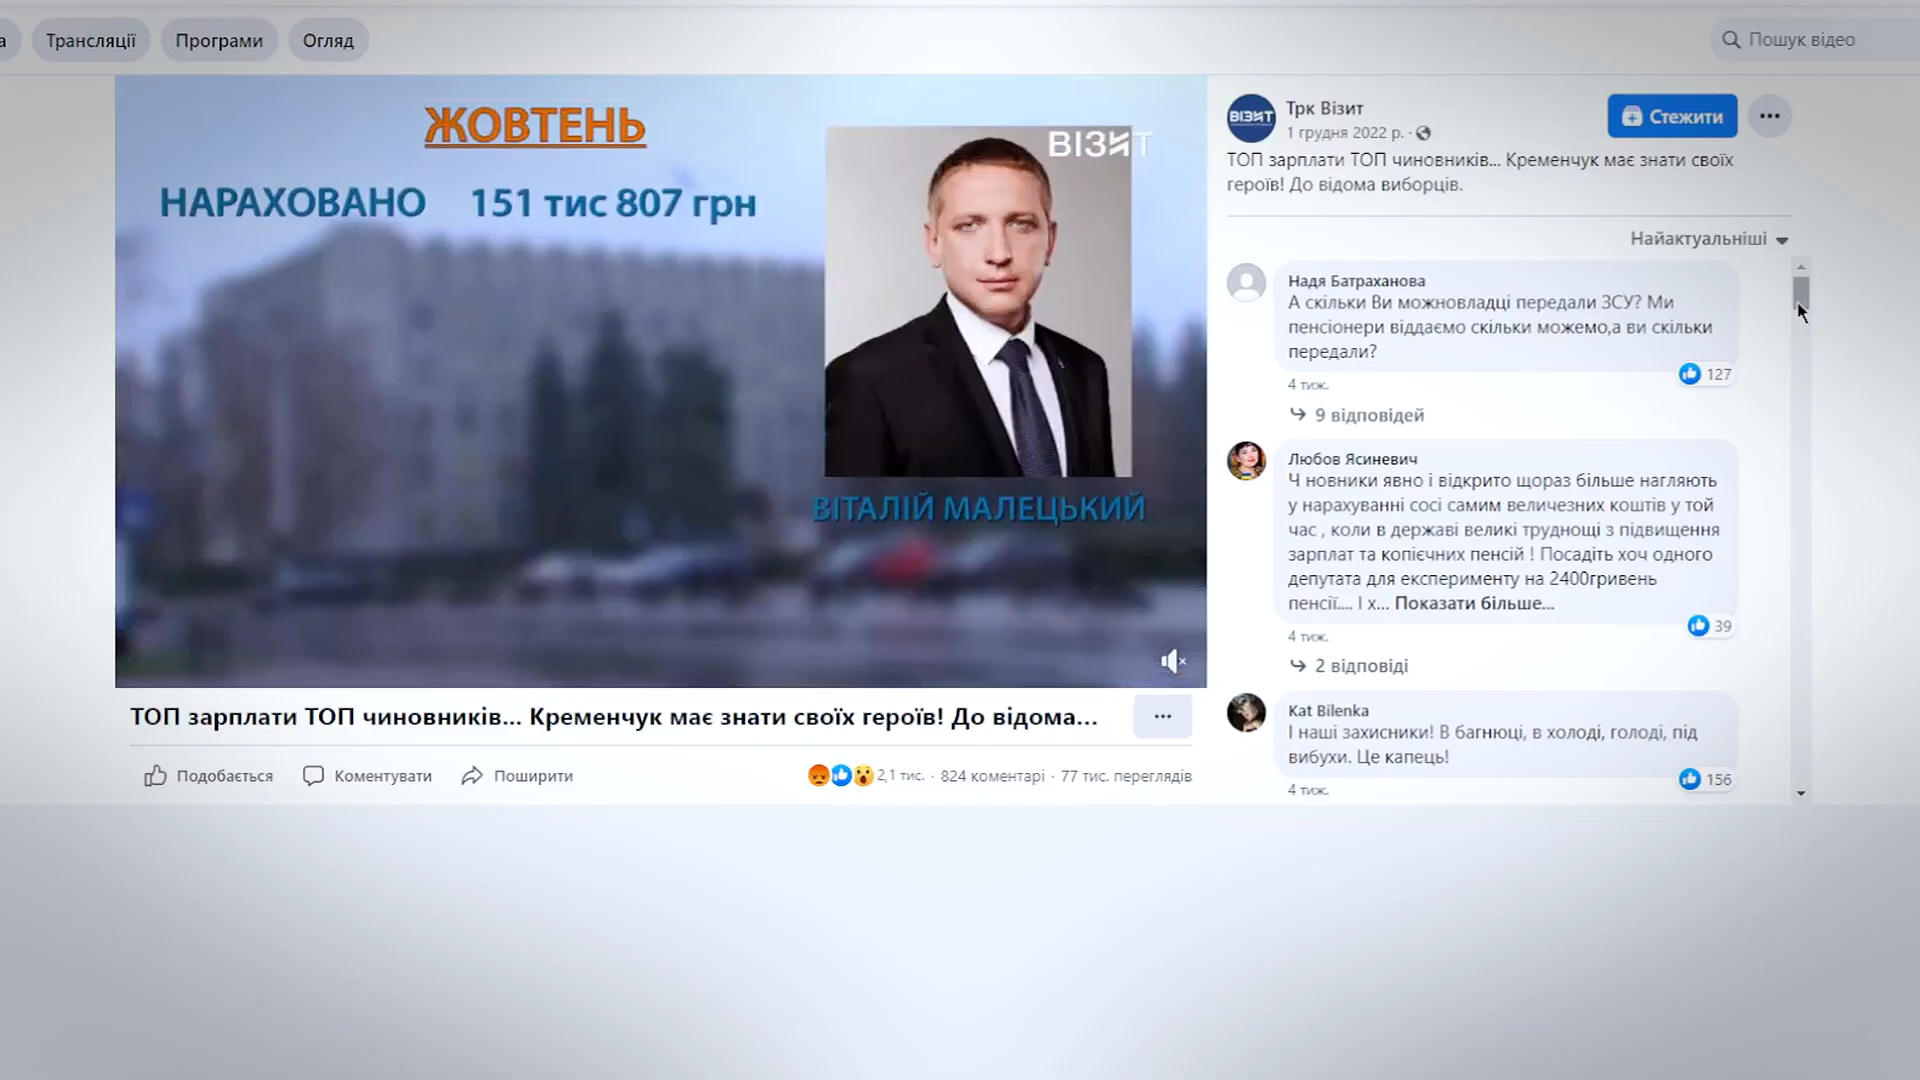 а
Трансляції
Програми
Огляд
Пошук відео
ЖОВТЕНЬ
ВІЗИТ
НАРАХОВАНО 151 тис 807 грн
ВІТАЛІЙ МАЛЕЦЬКИЙ
ТОП зарплати ТОП чиновників... Кременчук має знати своїх героїв! До відома...
Подобається
Коментувати
Поширити
2,1 тис. · 824 коментарі · 77 тис. переглядів
ВІЗИТ
Трк Візит
1 грудня 2022 р. ·
Стежити
ТОП зарплати ТОП чиновників... Кременчук має знати своїх
героїв! До відома виборців.
Найактуальніші
Надя Батраханова
А скільки Ви можновладці передали ЗСУ? Ми
пенсіонери віддаємо скільки можемо,а ви скільки
передали?
127
4 тиж.
9 відповідей
Любов Ясиневич
Ч новники явно і відкрито щораз більше нагляють
у нарахуванні сосі самим величезних коштів у той
час , коли в державі великі труднощі з підвищення
зарплат та копієчних пенсій ! Посадіть хоч одного
депутата для експерименту на 2400гривень
пенсії.... І х... Показати більше...
39
4 тиж.
2 відповіді
Kat Bilenka
І наші захисники! В багнюці, в холоді, голоді, під
вибухи. Це капець!
156
4 тиж.